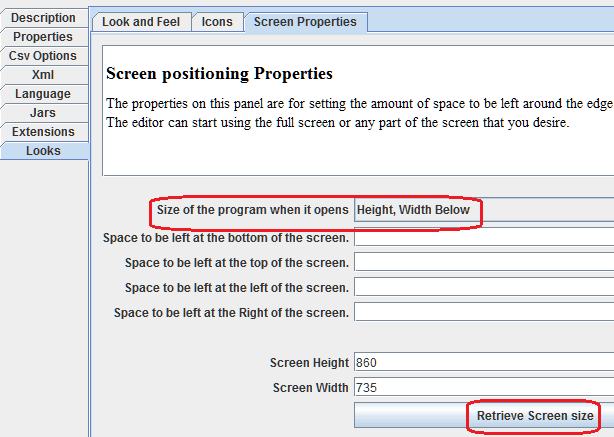 Description
Properties
Csv Options
Xml
Language
Jars
Extensions
Looks
Look and Feel Icons Screen Properties
Screen positioning Properties
The properties on this panel are for setting the amount of space to be left around the edge
The editor can start using the full screen or any part of the screen that you desire.
Size of the program when it opens Height, Width Below
Space to be left at the bottom of the screen.
Space to be left at the top of the screen.
Space to be left at the left of the screen.
Space to be left at the Right of the screen.
Screen Height 860
Screen Width 735
Retrieve Screen size